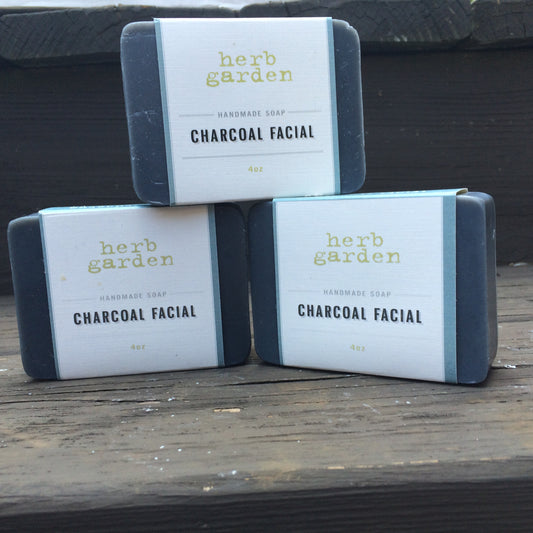 herb
garden
HANDMADE SOAP
CHARCOAL FACIAL
4oz
herb
garden
HANDMADE SOAP
CHARCOAL FACIAL
4oz
herb
garden
HANDMADE SOAP
CHARCOAL FACIAL
4oz